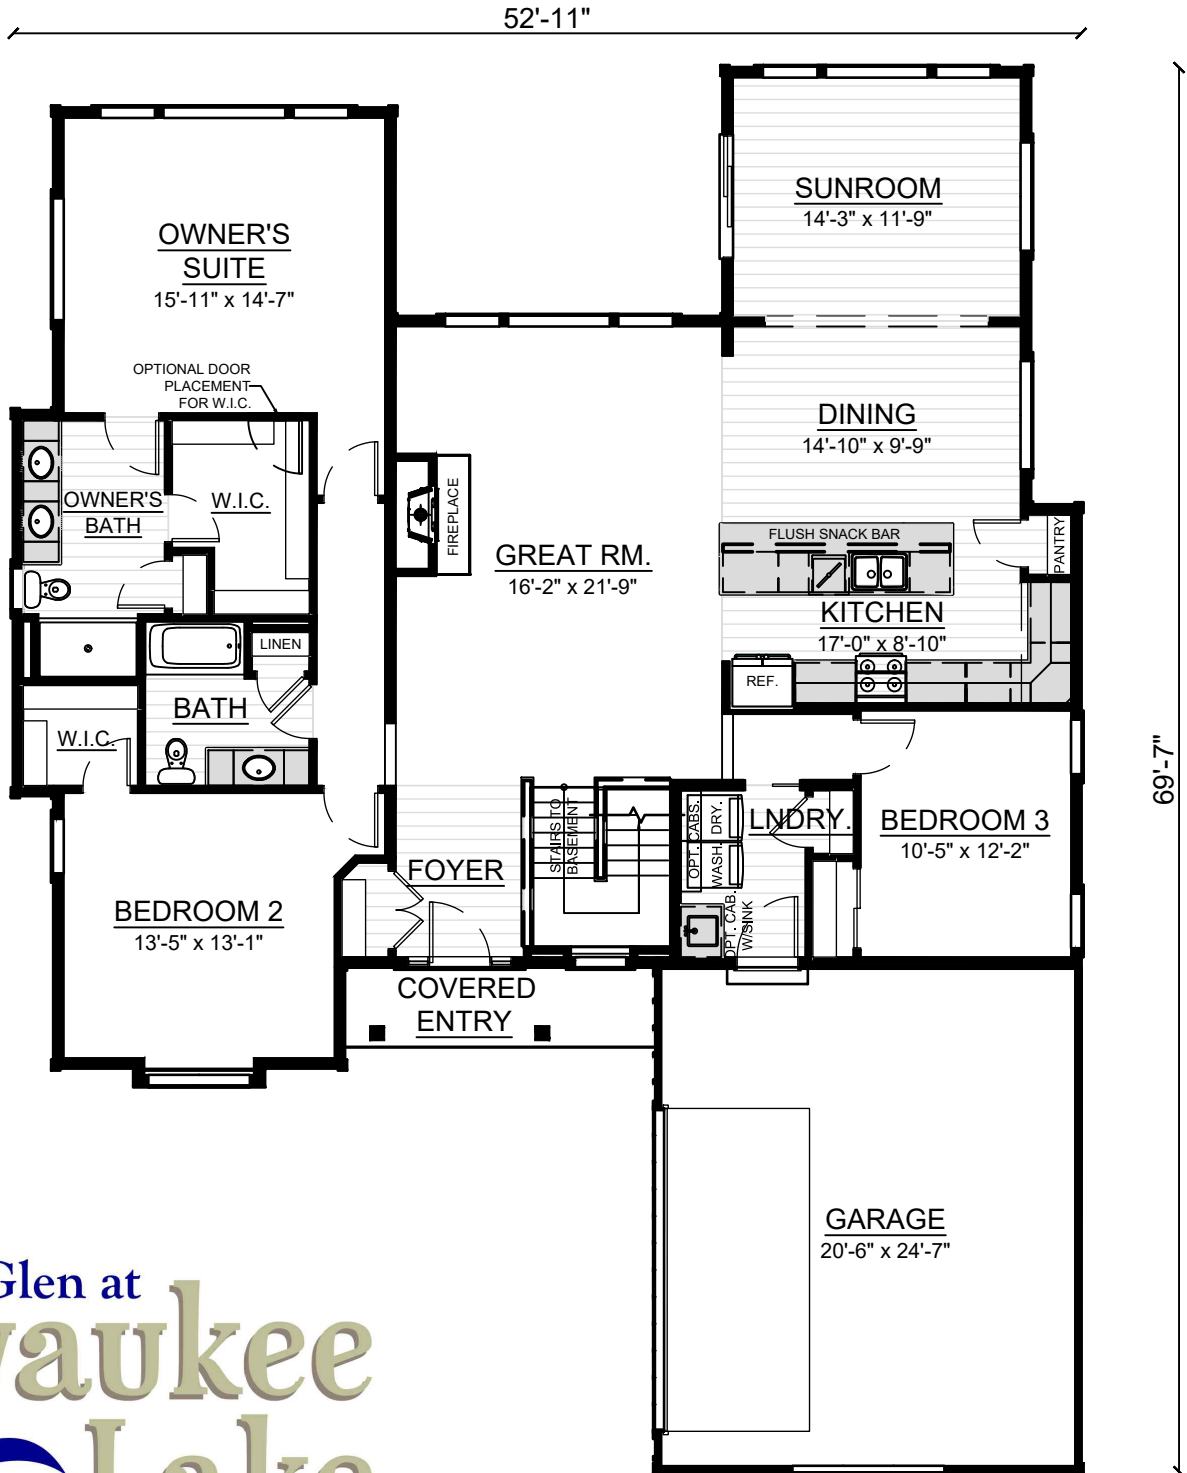 52'-11"
SUNROOM
14'-3" x 11'-9"
OWNER'S
SUITE
15'-11" x 14'-7"
OPTIONAL DOOR
PLACEMENT
FOR W.I.C.
DINING
14'-10" x 9'-9"
OWNER'S
BATH
W.I.C.
FIREPLACE
FLUSH SNACK BAR
PANTRY
GREAT RM.
16'-2" x 21'-9"
KITCHEN
17'-0" x 8'-10"
LINEN
REF.
BATH
W.I.C.
69'-7"
STAIRS TO
BASEMENT
OPT. CABS.
WASH. DRY.
LNDRY.
BEDROOM 3
10'-5" x 12'-2"
FOYER
BEDROOM 2
13'-5" x 13'-1"
OPT. CAB.
W/SINK
COVERED
ENTRY
GARAGE
20'-6" x 24'-7"
Glen at
waukee
Lake